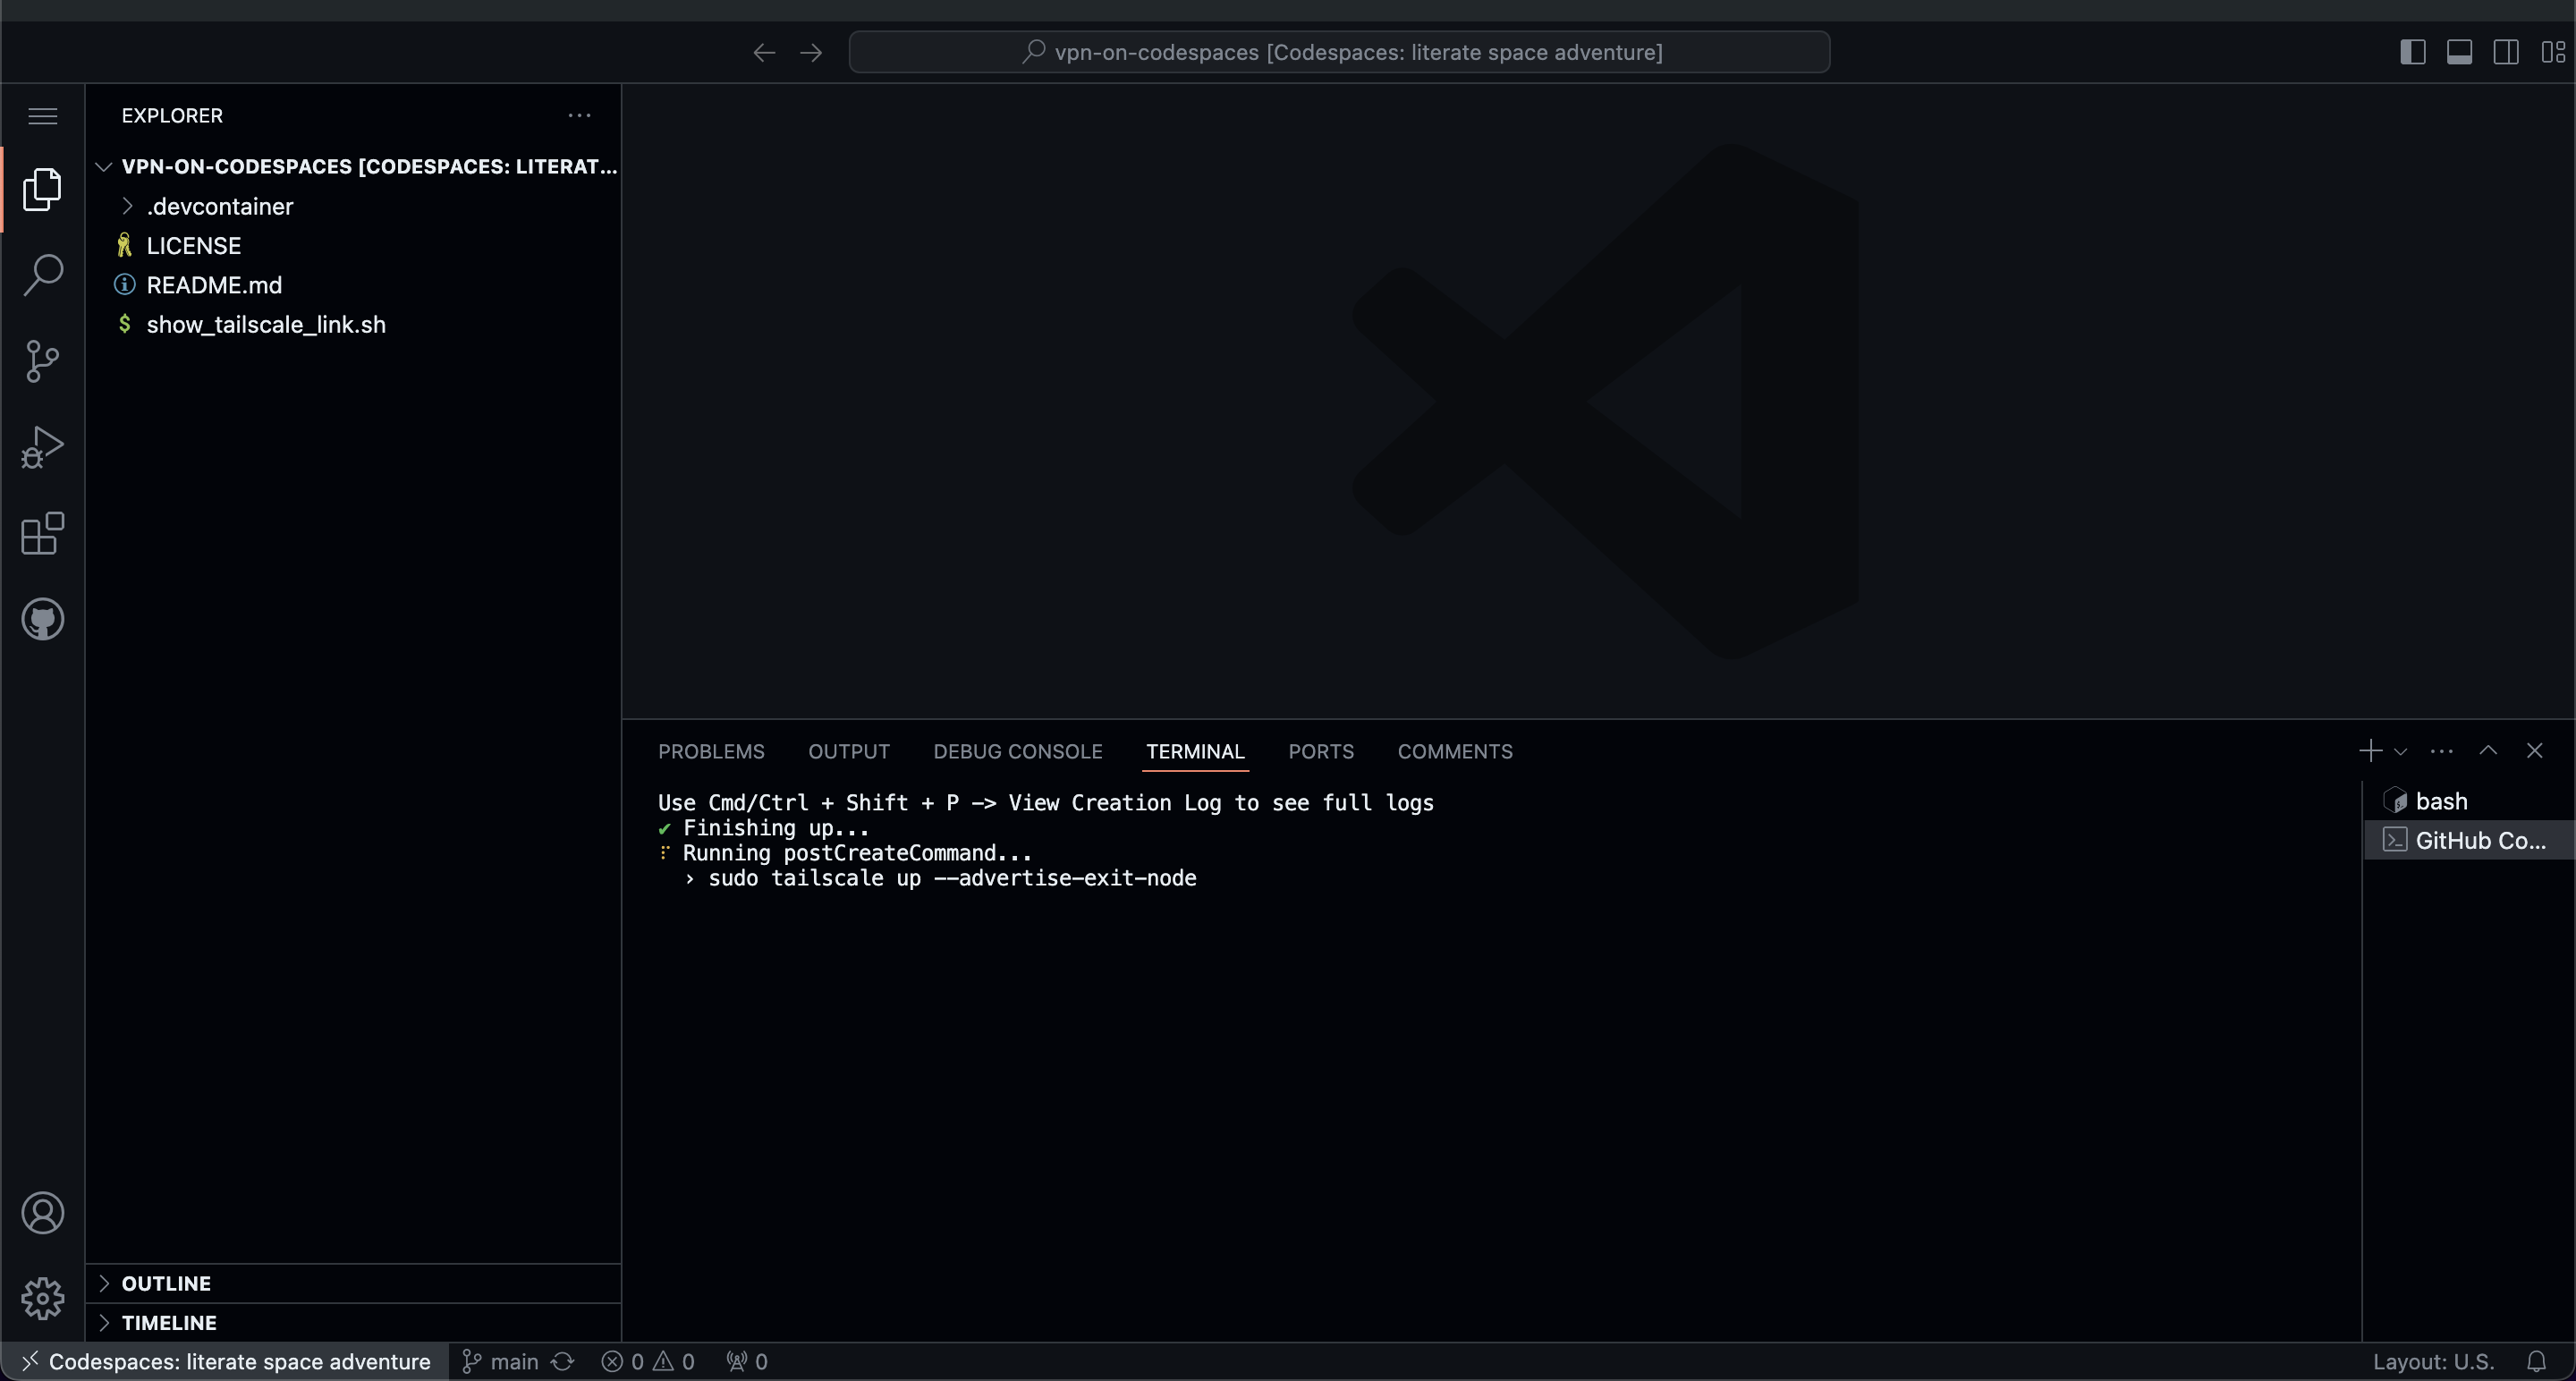 vpn-on-codespaces [Codespaces: literate space adventure]
EXPLORER
VPN-ON-CODESPACES [CODESPACES: LITERAT...
.devcontainer
LICENSE
README.md
$ show_tailscale_link.sh
OUTLINE
TIMELINE
PROBLEMS OUTPUT DEBUG CONSOLE TERMINAL PORTS COMMENTS
Use Cmd/Ctrl + Shift + P -> View Creation Log to see full logs
✔ Finishing up...
⠏ Running postCreateCommand...
› sudo tailscale up --advertise-exit-node
bash
GitHub Co...
Codespaces: literate space adventure main 0 0 0 Layout: U.S.